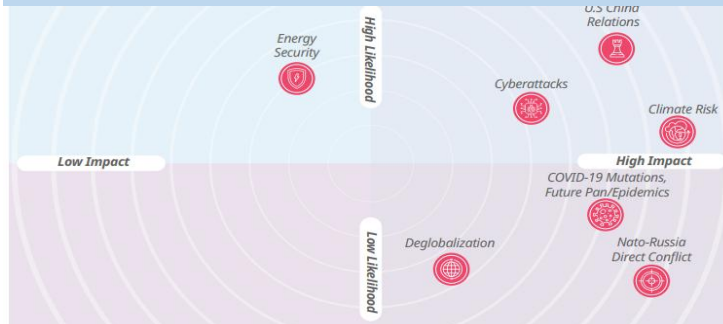 U.S China
Relations
Energy
Security
High Likelihood
Cyberattacks
Climate Risk
Low Impact
High Impact
COVID-19 Mutations,
Future Pan/Epidemics
Deglobalization
Nato-Russia
Direct Conflict
Low Likelihood